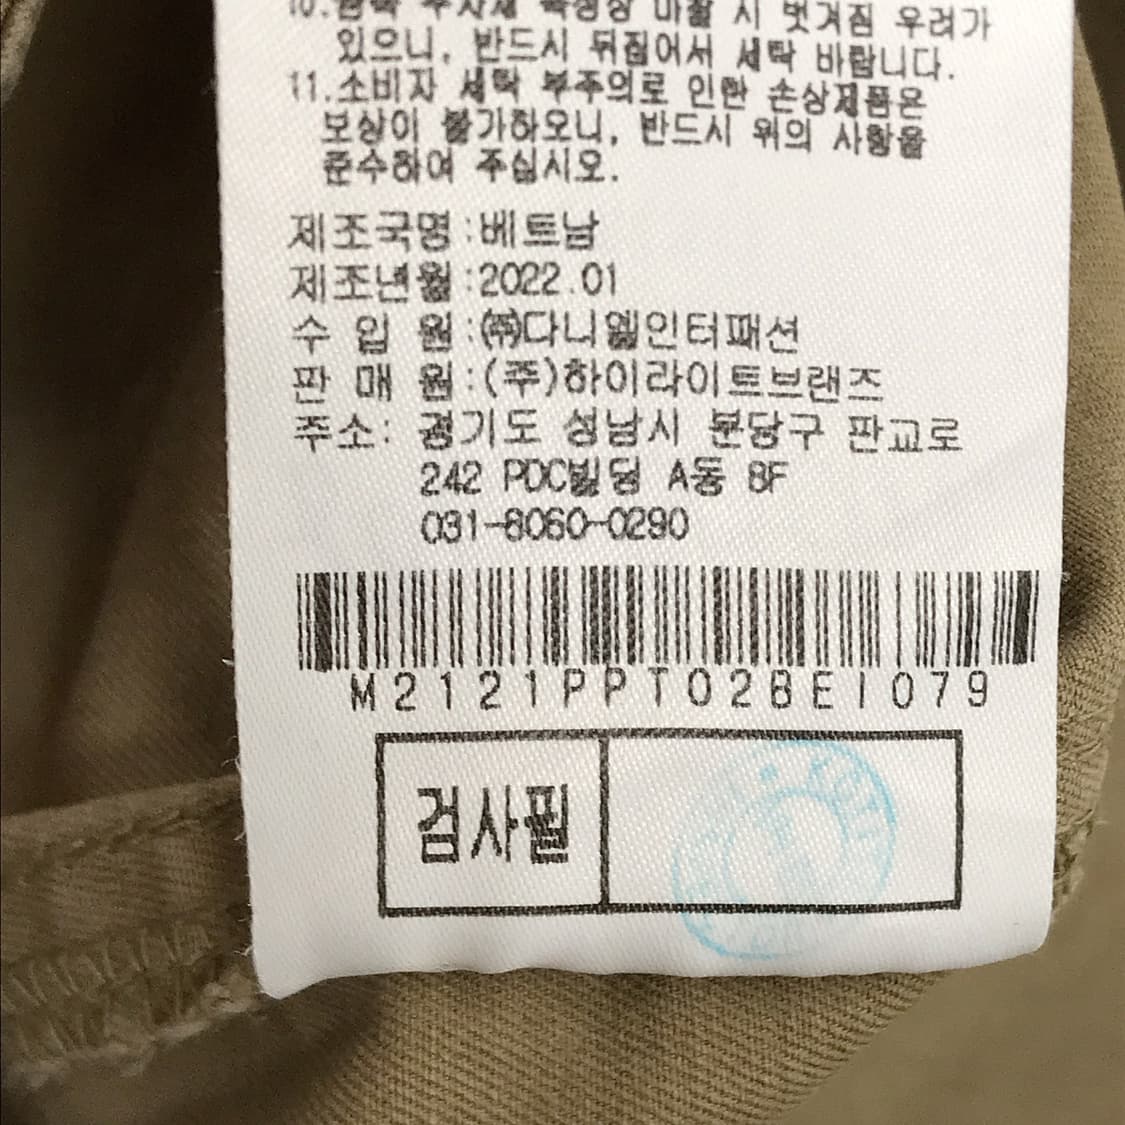 있으니, 반드시 뒤집어서 세탁 바랍니다.
11.소비자 세탁 부주의로 인한 손상제품은
보상이 불가하오니, 반드시 위의 사항을
준수하여 주십시오.
제조국명:베트남
제조년월:2022.01
수 입 원:㈜다니엘인터패션
판 매 원:(주)하이라이트브랜즈
주소: 경기도 성남시 분당구 판교로
242 PDC빌딩 A동 8F
031-8060-0290
M2121PPT02BEI079
검사필